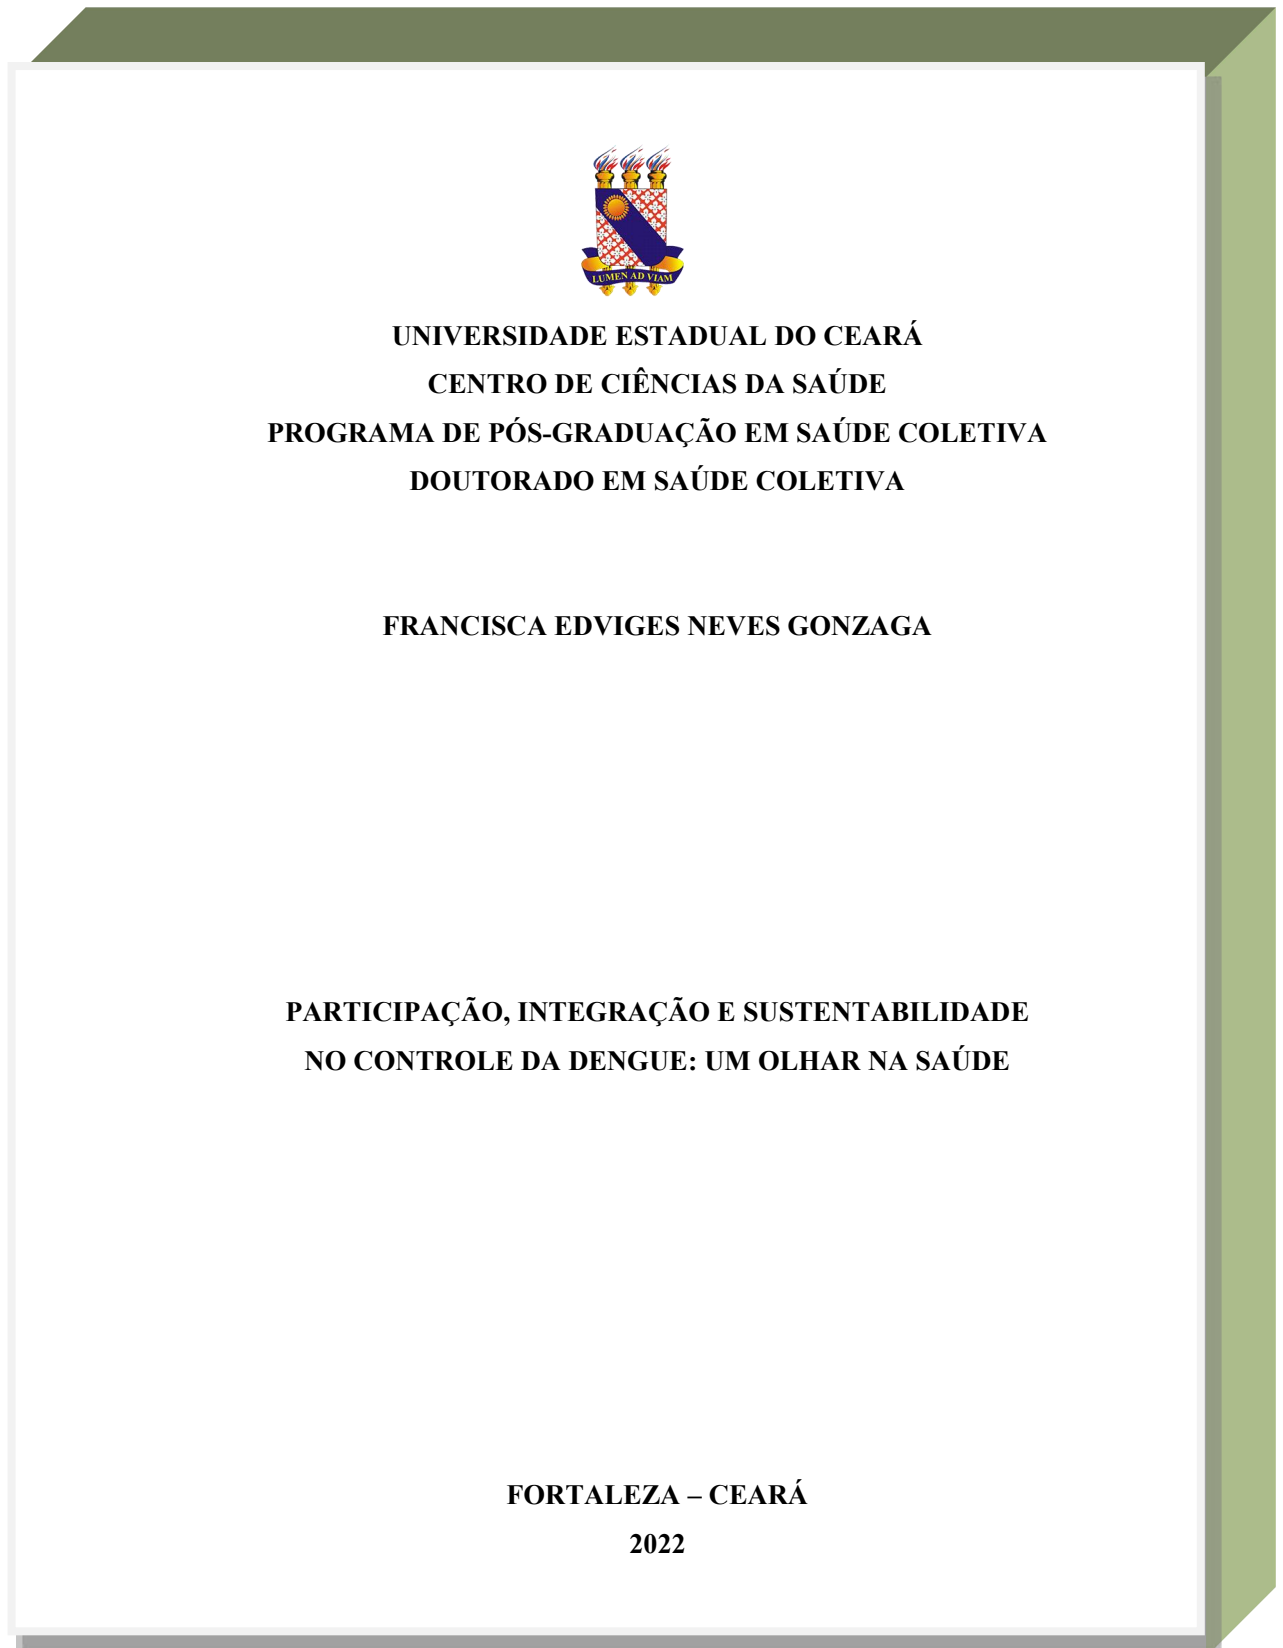 LUMEN AD VIAM
UNIVERSIDADE ESTADUAL DO CEARÁ
CENTRO DE CIÊNCIAS DA SAÚDE
PROGRAMA DE PÓS-GRADUAÇÃO EM SAÚDE COLETIVA
DOUTORADO EM SAÚDE COLETIVA
FRANCISCA EDVIGES NEVES GONZAGA
PARTICIPAÇÃO, INTEGRAÇÃO E SUSTENTABILIDADE
NO CONTROLE DA DENGUE: UM OLHAR NA SAÚDE
FORTALEZA – CEARÁ
2022